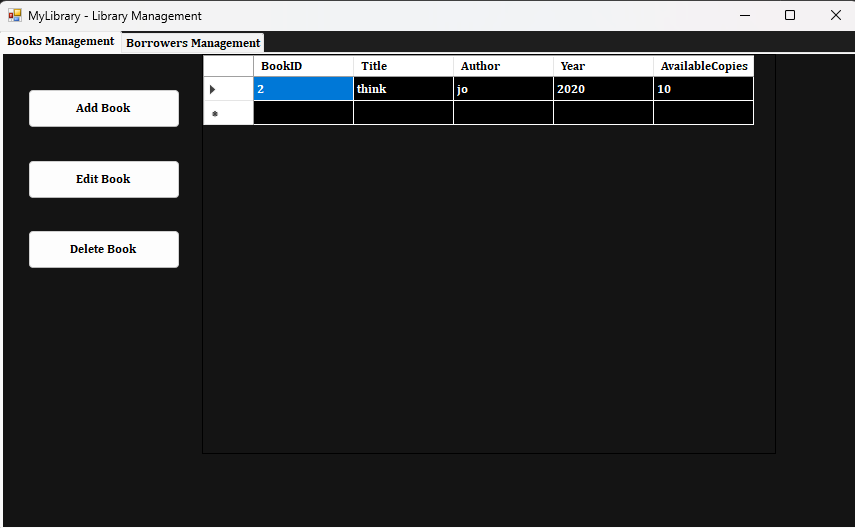 MyLibrary - Library Management
Books Management Borrowers Management
BookID Title Author Year AvailableCopies
2 think jo 2020 10
Add Book
Edit Book
Delete Book